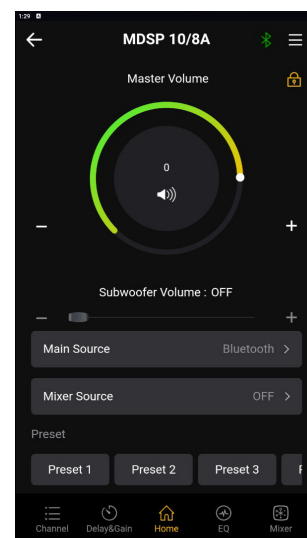 1:29
MDSP 10/8A
Master Volume
0
Subwoofer Volume : OFF
Main Source Bluetooth
Mixer Source OFF
Preset
Preset 1 Preset 2 Preset 3
Channel Delay&Gain Home EQ Mixer